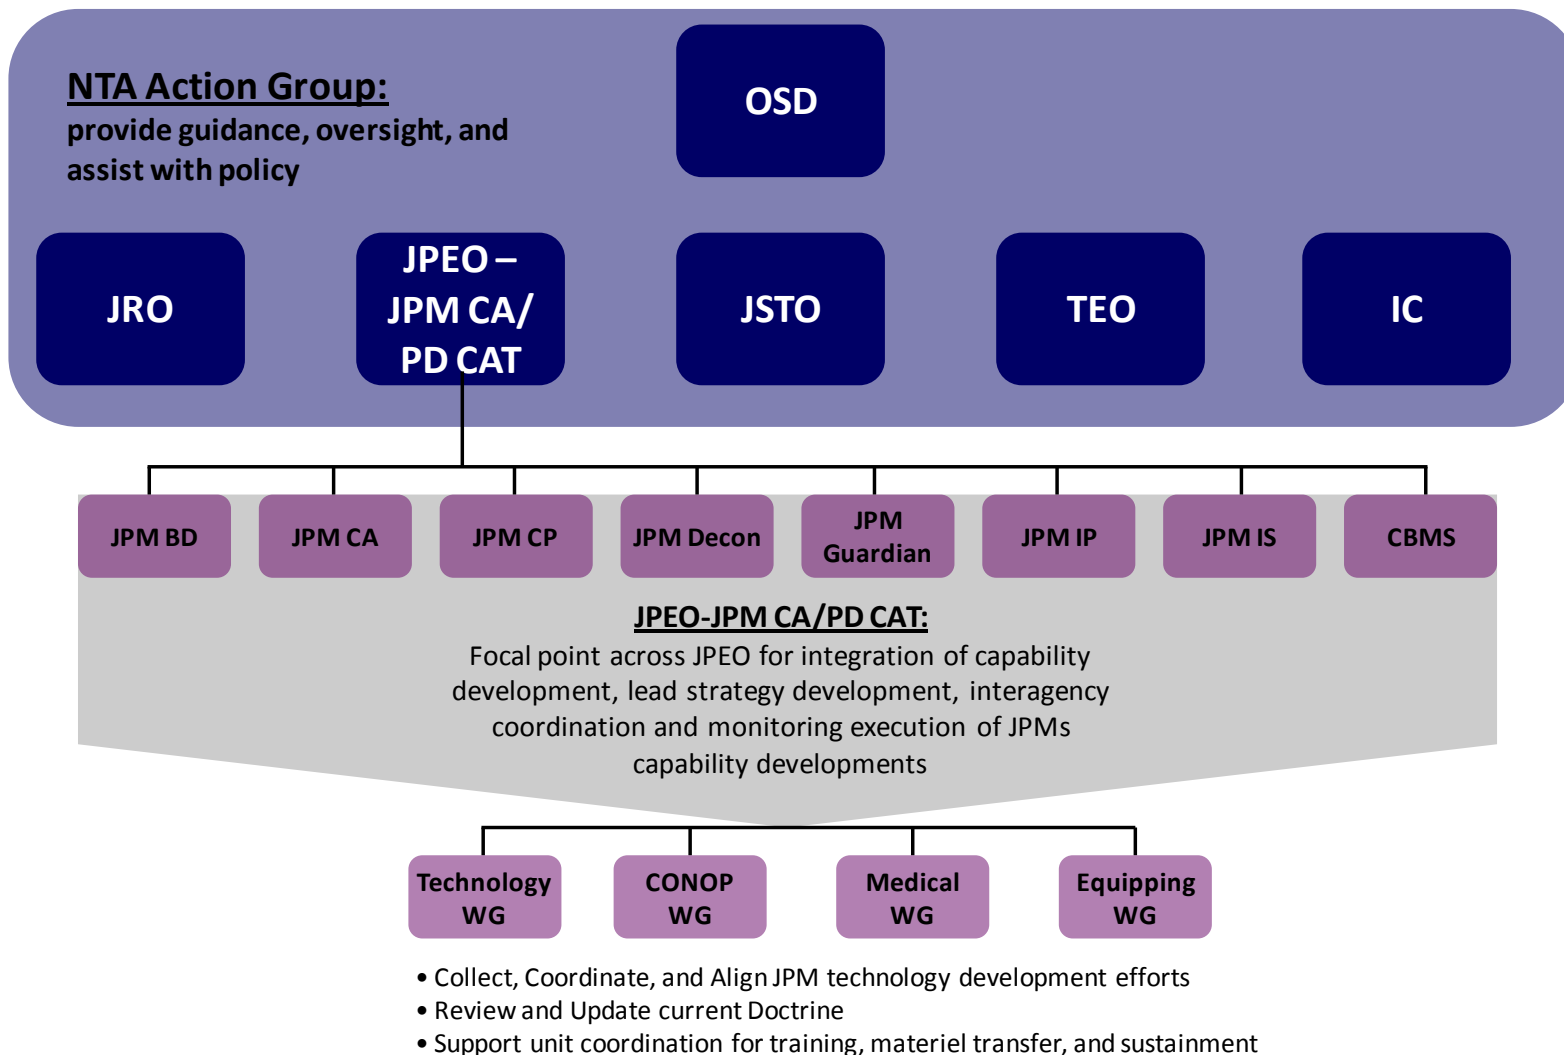 NTA Action Group:
provide guidance, oversight, and
assist with policy
OSD
JRO
JPEO –
JPM CA/
PD CAT
JSTO
TEO
IC
JPM BD
JPM CA
JPM CP
JPM Decon
JPM
Guardian
JPM IP
JPM IS
CBMS
JPEO-JPM CA/PD CAT:
Focal point across JPEO for integration of capability
development, lead strategy development, interagency
coordination and monitoring execution of JPMs
capability developments
Technology
WG
CONOP
WG
Medical
WG
Equipping
WG
• Collect, Coordinate, and Align JPM technology development efforts
• Review and Update current Doctrine
• Support unit coordination for training, materiel transfer, and sustainment